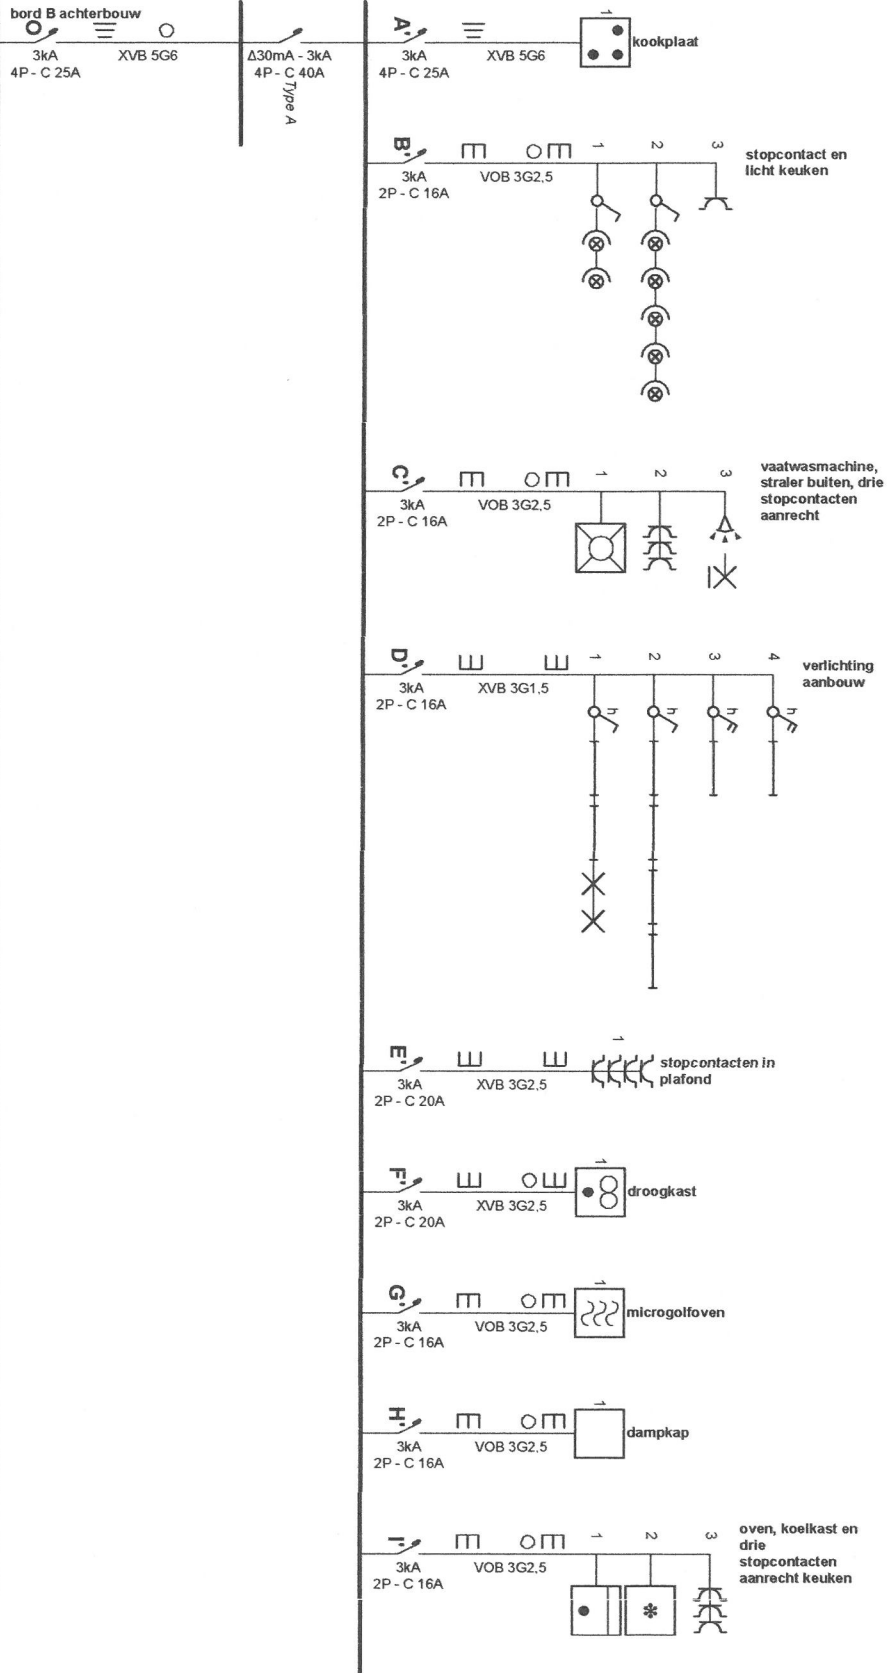 bord B achterbouw
O
3kA
4P - C 25A
XVB 5G6
Δ30mA - 3kA
4P - C 40A
Type A
A'
3kA
4P - C 25A
XVB 5G6
1
kookplaat
B'
3kA
2P - C 16A
VOB 3G2,5
1
2
3
stopcontact en
licht keuken
C'
3kA
2P - C 16A
VOB 3G2,5
1
2
3
vaatwasmachine,
straler buiten, drie
stopcontacten
aanrecht
D'
3kA
2P - C 16A
XVB 3G1,5
1
2
3
4
h
h
h
h
verlichting
aanbouw
E'
3kA
2P - C 20A
XVB 3G2,5
1
stopcontacten in
plafond
F'
3kA
2P - C 20A
XVB 3G2,5
1
droogkast
G'
3kA
2P - C 16A
VOB 3G2,5
1
microgolfoven
H'
3kA
2P - C 16A
VOB 3G2,5
1
dampkap
I'
3kA
2P - C 16A
VOB 3G2,5
1
2
3
oven, koelkast en
drie
stopcontacten
aanrecht keuken